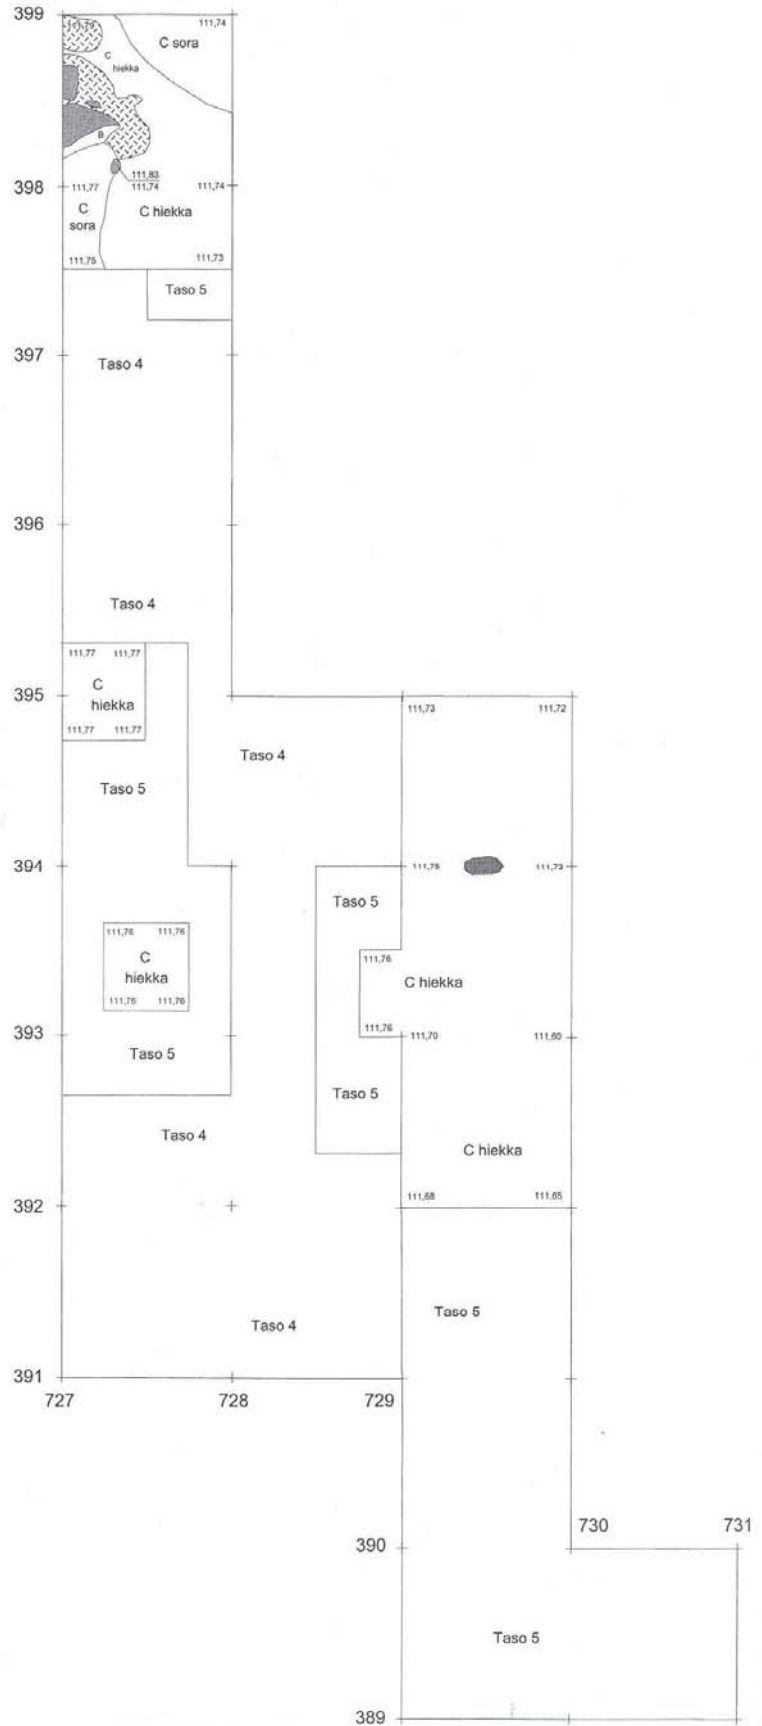 399
111,79
111,74
C sora
C
hiekka
B
111,83
398
111,77
111,74
111,74
C
sora
C hiekka
111,75
111,73
Taso 5
397
Taso 4
396
Taso 4
111,77 111,77
C
hiekka
395
111,73
111,72
111,77 111,77
Taso 4
Taso 5
394
111,76
111,73
Taso 5
111,76 111,76
C
hiekka
111,76
C hiekka
111,76 111,76
111,76
393
111,70
111,60
Taso 5
Taso 5
Taso 4
C hiekka
392
111,68
111,65
Taso 5
Taso 4
391
727 728 729
730 731
390
Taso 5
389